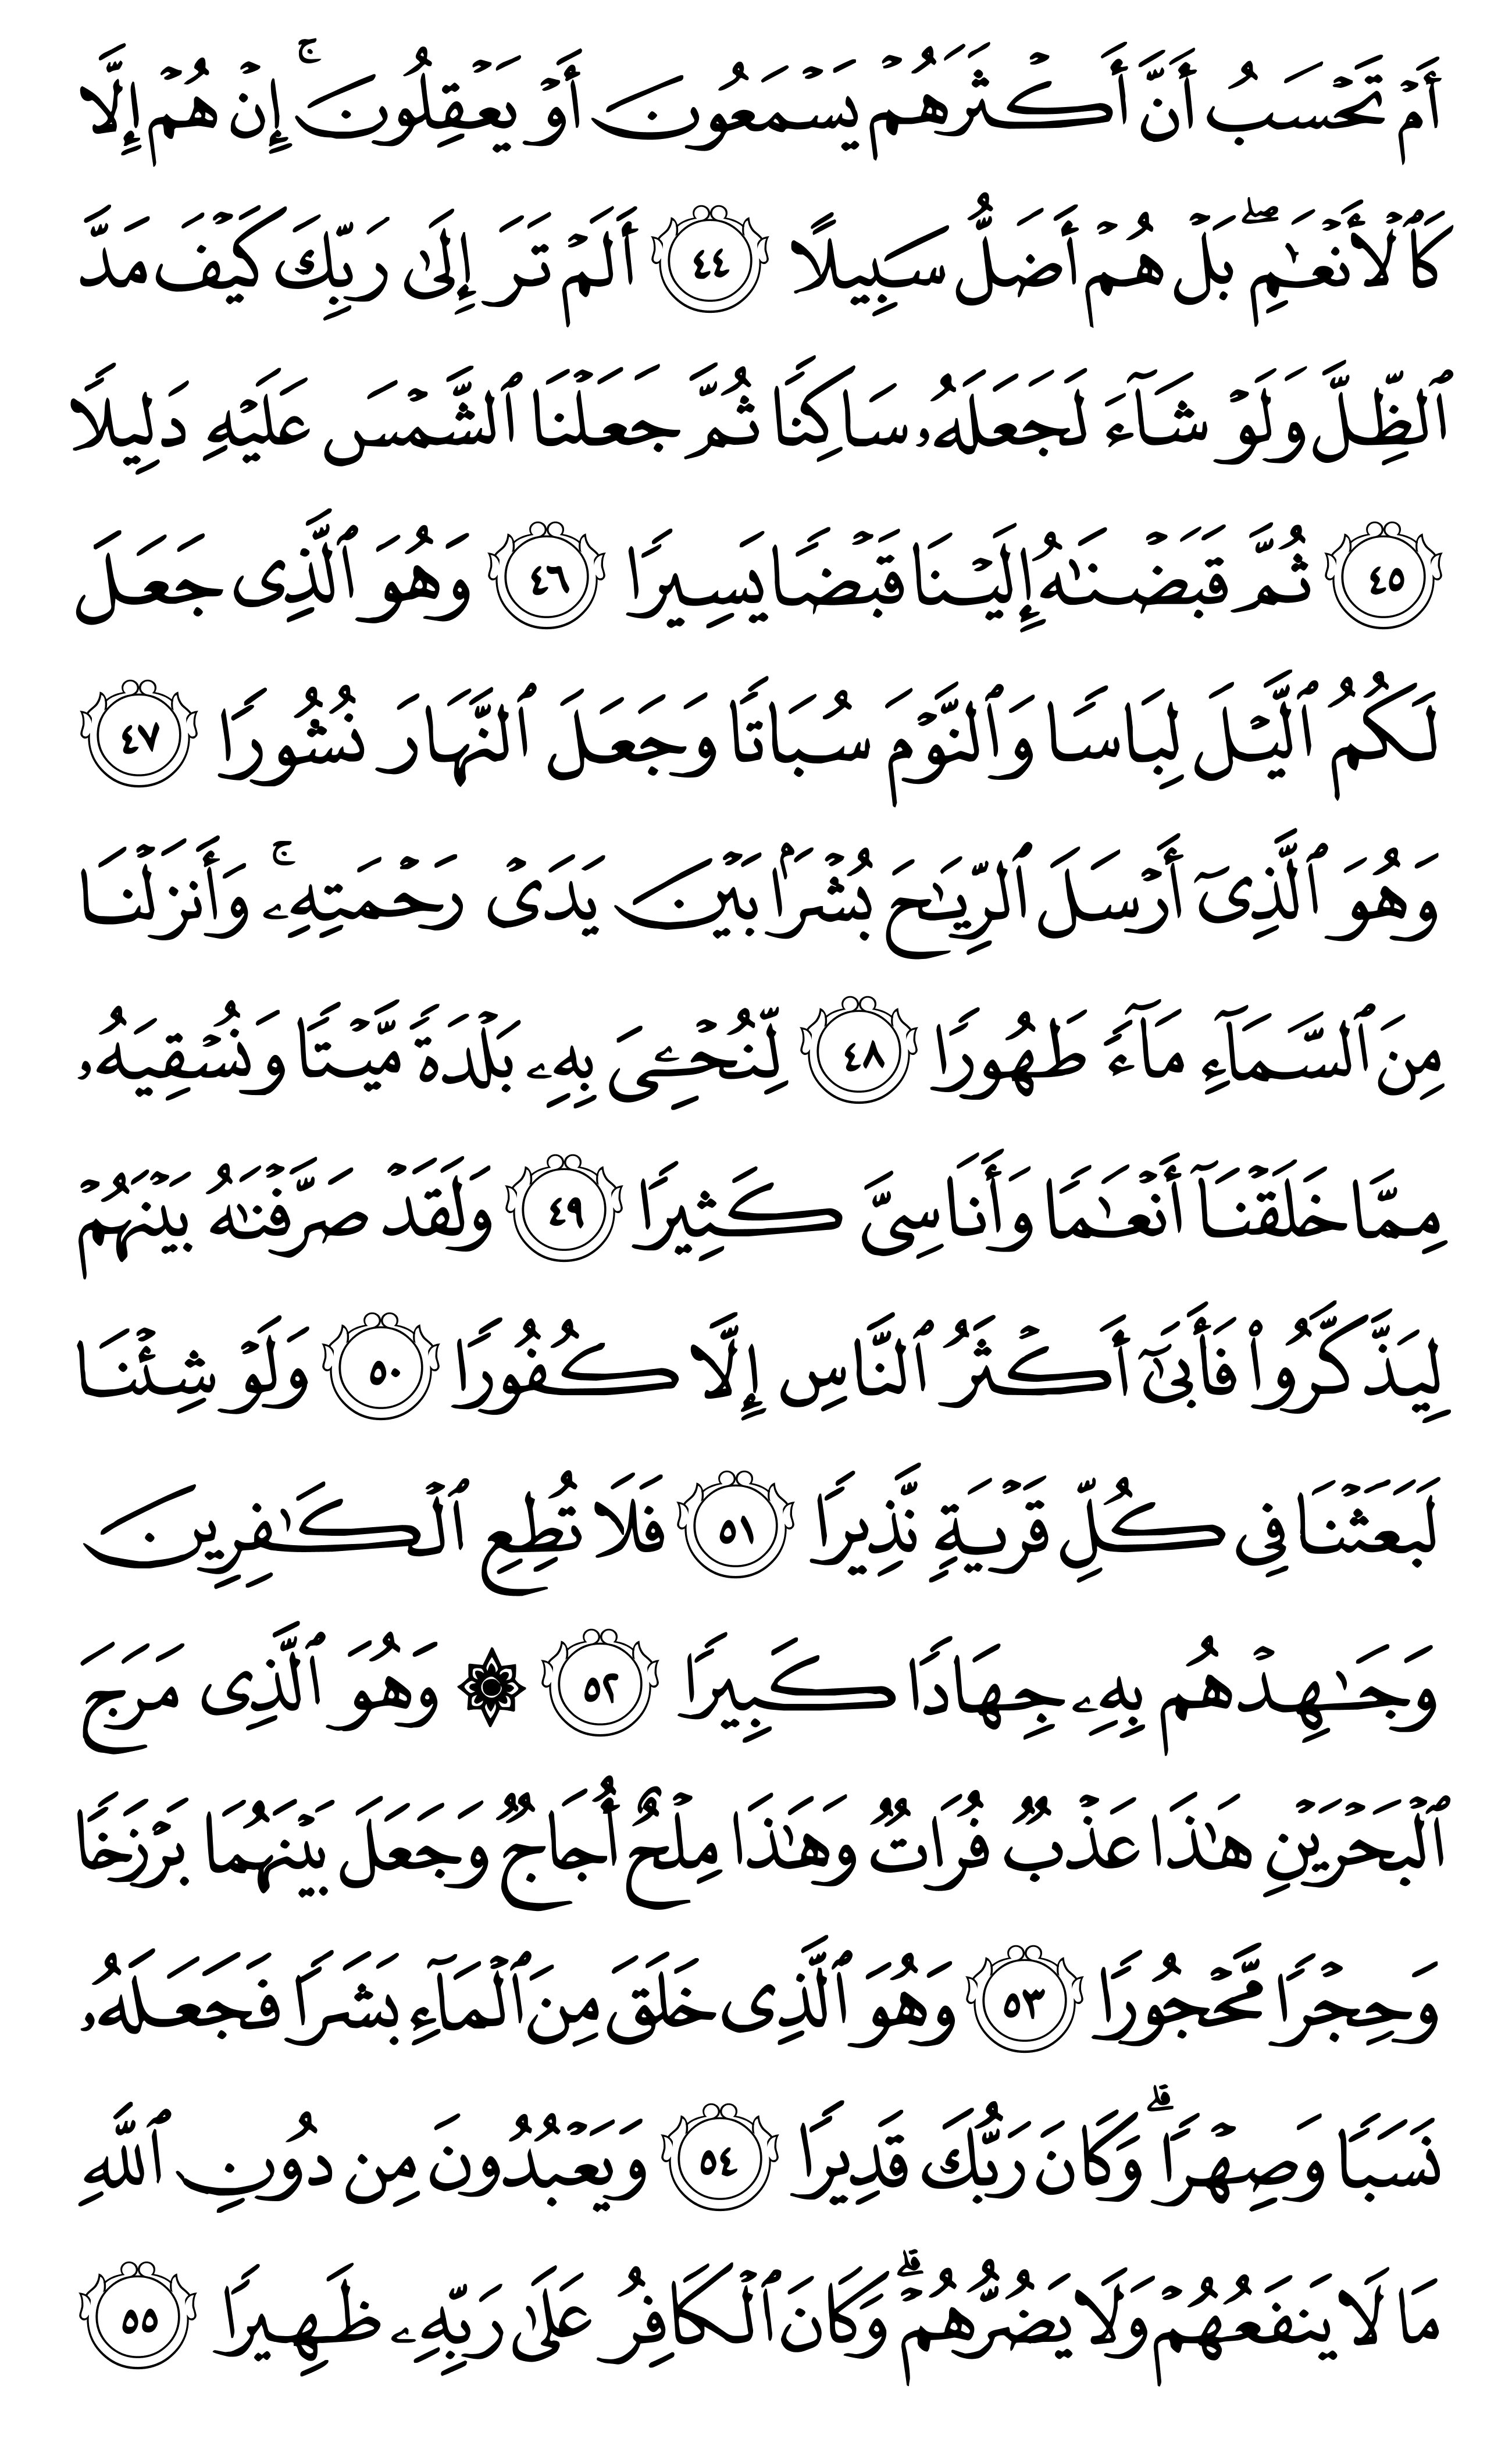 أَمۡ تَحۡسَبُ أَنَّ أَكۡثَرَهُمۡ يَسۡمَعُونَ أَوۡ يَعۡقِلُونَۚ إِنۡ هُمۡ إِلَّا
كَٱلۡأَنۡعَٰمِۖ بَلۡ هُمۡ أَضَلُّ سَبِيلًا ٤٤ أَلَمۡ تَرَ إِلَىٰ رَبِّكَ كَيۡفَ مَدَّ
ٱلظِّلَّ وَلَوۡ شَآءَ لَجَعَلَهُۥ سَاكِنٗا ثُمَّ جَعَلۡنَا ٱلشَّمۡسَ عَلَيۡهِ دَلِيلٗا
٤٥ ثُمَّ قَبَضۡنَٰهُ إِلَيۡنَا قَبۡضٗا يَسِيرٗا ٤٦ وَهُوَ ٱلَّذِي جَعَلَ
لَكُمُ ٱلَّيۡلَ لِبَاسٗا وَٱلنَّوۡمَ سُبَاتٗا وَجَعَلَ ٱلنَّهَارَ نُشُورٗا ٤٧
وَهُوَ ٱلَّذِيٓ أَرۡسَلَ ٱلرِّيَٰحَ بُشۡرَۢا بَيۡنَ يَدَيۡ رَحۡمَتِهِۦۚ وَأَنزَلۡنَا
مِنَ ٱلسَّمَآءِ مَآءٗ طَهُورٗا ٤٨ لِّنُحۡـِۧيَ بِهِۦ بَلۡدَةٗ مَّيۡتٗا وَنُسۡقِيَهُۥ
مِمَّا خَلَقۡنَآ أَنۡعَٰمٗا وَأَنَاسِيَّ كَثِيرٗا ٤٩ وَلَقَدۡ صَرَّفۡنَٰهُ بَيۡنَهُمۡ
لِيَذَّكَّرُواْ فَأَبَىٰٓ أَكۡثَرُ ٱلنَّاسِ إِلَّا كُفُورٗا ٥٠ وَلَوۡ شِئۡنَا
لَبَعَثۡنَا فِي كُلِّ قَرۡيَةٖ نَّذِيرٗا ٥١ فَلَا تُطِعِ ٱلۡكَٰفِرِينَ
وَجَٰهِدۡهُم بِهِۦ جِهَادٗا كَبِيرٗا ٥٢ ۞ وَهُوَ ٱلَّذِي مَرَجَ
ٱلۡبَحۡرَيۡنِ هَٰذَا عَذۡبٞ فُرَاتٞ وَهَٰذَا مِلۡحٌ أُجَاجٞ وَجَعَلَ بَيۡنَهُمَا بَرۡزَخٗا
وَحِجۡرٗا مَّحۡجُورٗا ٥٣ وَهُوَ ٱلَّذِي خَلَقَ مِنَ ٱلۡمَآءِ بَشَرٗا فَجَعَلَهُۥ
نَسَبٗا وَصِهۡرٗاۗ وَكَانَ رَبُّكَ قَدِيرٗا ٥٤ وَيَعۡبُدُونَ مِن دُونِ ٱللَّهِ
مَا لَا يَنفَعُهُمۡ وَلَا يَضُرُّهُمۡۗ وَكَانَ ٱلۡكَافِرُ عَلَىٰ رَبِّهِۦ ظَهِيرٗا ٥٥